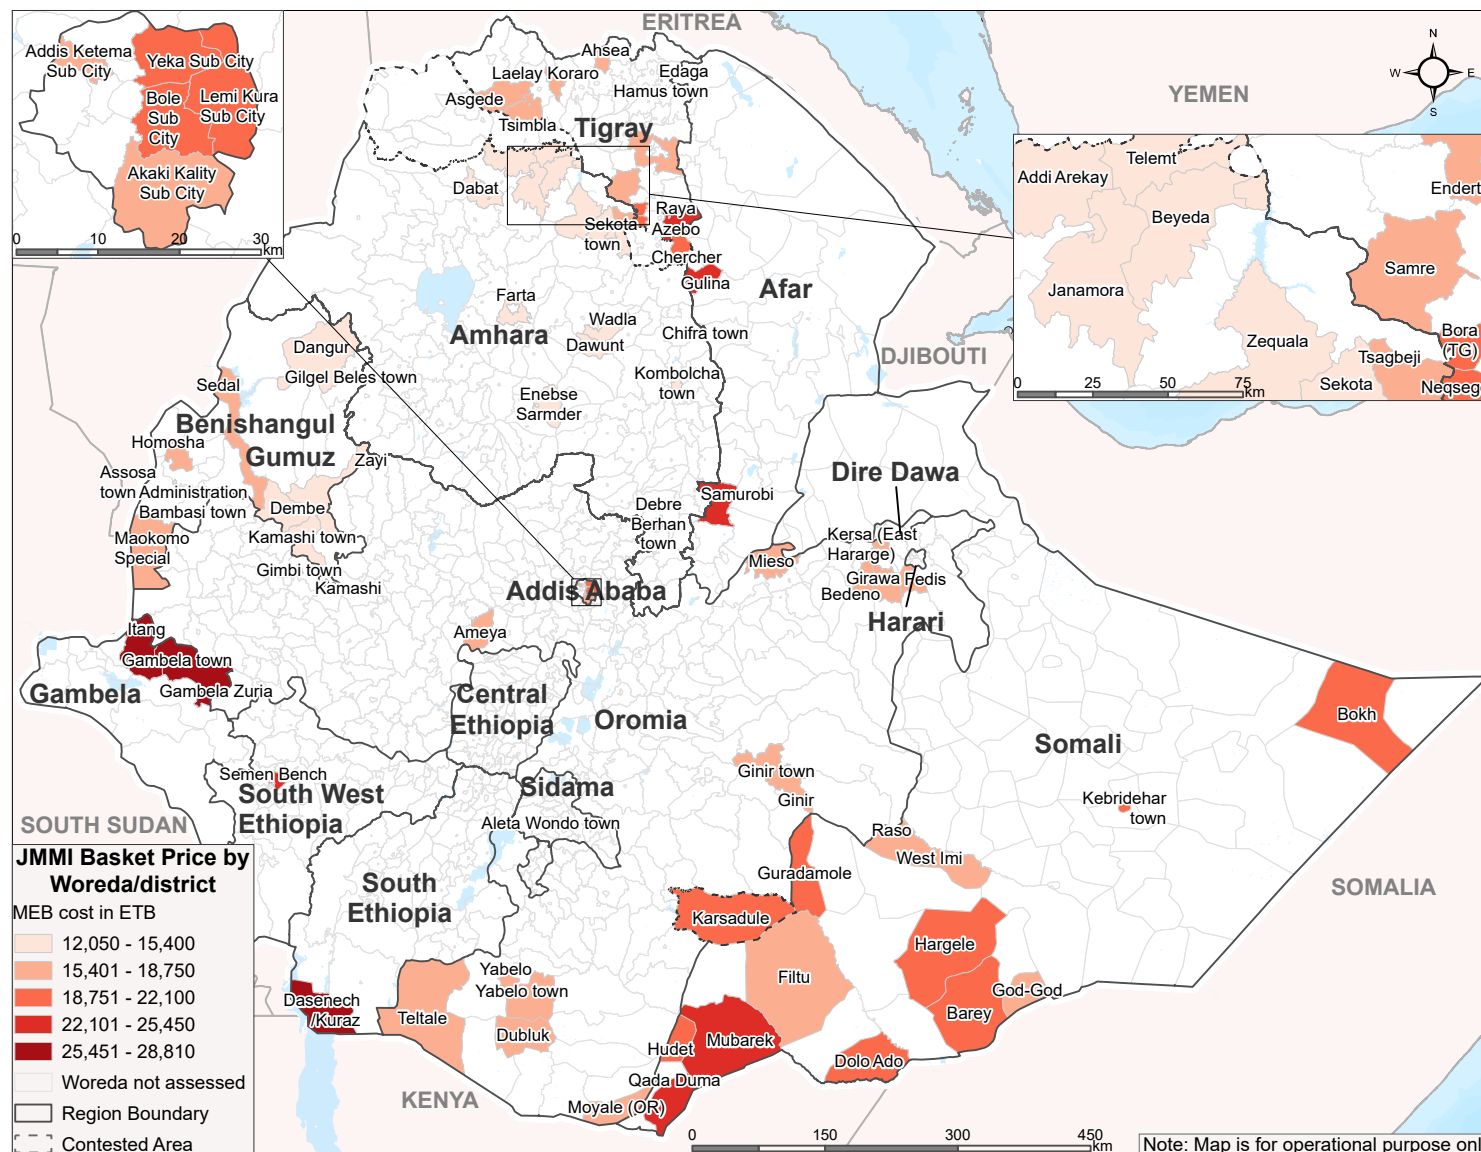 ERITREA
YEMEN
DJIBOUTI
SOMALIA
KENYA
SOUTH SUDAN
N
W
E
S
Addis Ketema
Sub City
Yeka Sub City
Bole
Sub
City
Lemi Kura
Sub City
Akaki Kality
Sub City
0 10 20 30
km
Ahsea
Laelay Koraro
Edaga
Hamus town
Asgede
Tsimbla
Tigray
Dabat
Sekota
town
Raya
Azebo
Chercher
Gulina
Afar
Addi Arekay
Telemt
Beyeda
Endert
Janamora
Samre
Zequala
Bora
(TG)
Tsagbeji
Sekota
Neqseg
0 25 50 75
km
Farta
Wadla
Dawunt
Amhara
Chifra town
Dangur
Gilgel Beles town
Kombolcha
town
Enebse
Sarmder
Sedal
Benishangul
Gumuz
Homosha
Zayi
Assosa
town Administration
Bambasi town
Dembe
Maokomo
Special
Kamashi town
Gimbi town
Kamashi
Debre
Berhan
town
Samurobi
Dire Dawa
Kersa (East
Hararge)
Mieso
Girawa Fedis
Bedeno
Harari
Addis Ababa
Itang
Gambela town
Gambela Zuria
Gambela
Ameya
Central
Ethiopia
Oromia
Somali
Bokh
Semen Bench
South West
Ethiopia
Sidama
Aleta Wondo town
Ginir town
Ginir
Kebridehar
town
Raso
West Imi
Guradamole
South
Ethiopia
Karsadule
Hargele
Filtu
God-God
Barey
Dasenech
/Kuraz
Teltale
Yabelo
Yabelo town
Dubluk
Hudet
Mubarek
Dolo Ado
Qada Duma
Moyale (OR)
JMMI Basket Price by
Woreda/district
MEB cost in ETB
12,050 - 15,400
15,401 - 18,750
18,751 - 22,100
22,101 - 25,450
25,451 - 28,810
Woreda not assessed
Region Boundary
Contested Area
0 150 300 450
km
Note: Map is for operational purpose onl